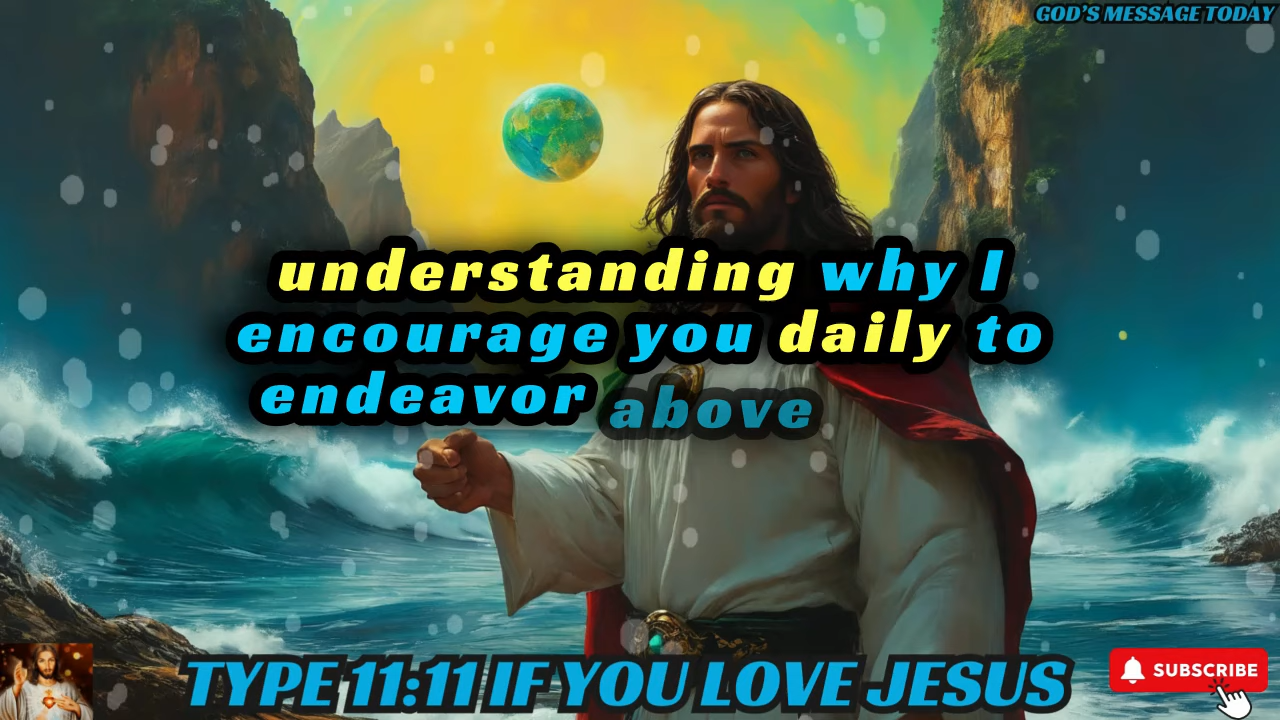 GOD'S MESSAGE TODAY
understanding why I
encourage you daily to
endeavor above
TYPE 11:11 IF YOU LOVE JESUS
SUBSCRIBE